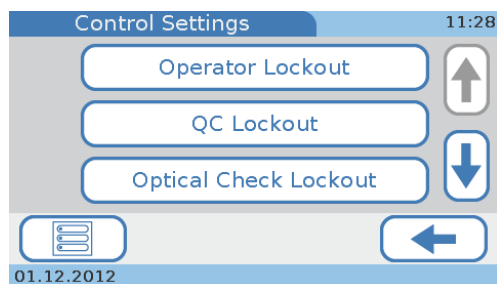 Control Settings 11:28
Operator Lockout
QC Lockout
Optical Check Lockout
01.12.2012